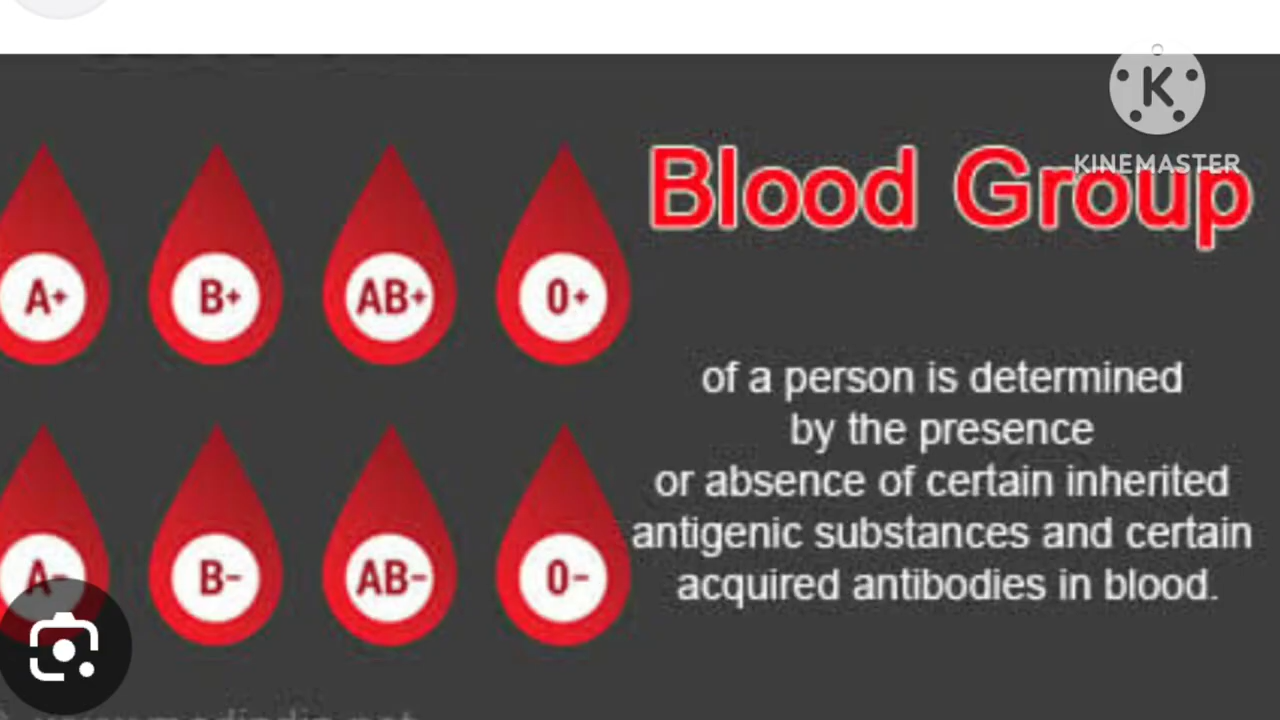 K
KINEMASTER
Blood Group
A+ B+ AB+ O+
of a person is determined
by the presence
or absence of certain inherited
antigenic substances and certain
acquired antibodies in blood.
A- B- AB- O-